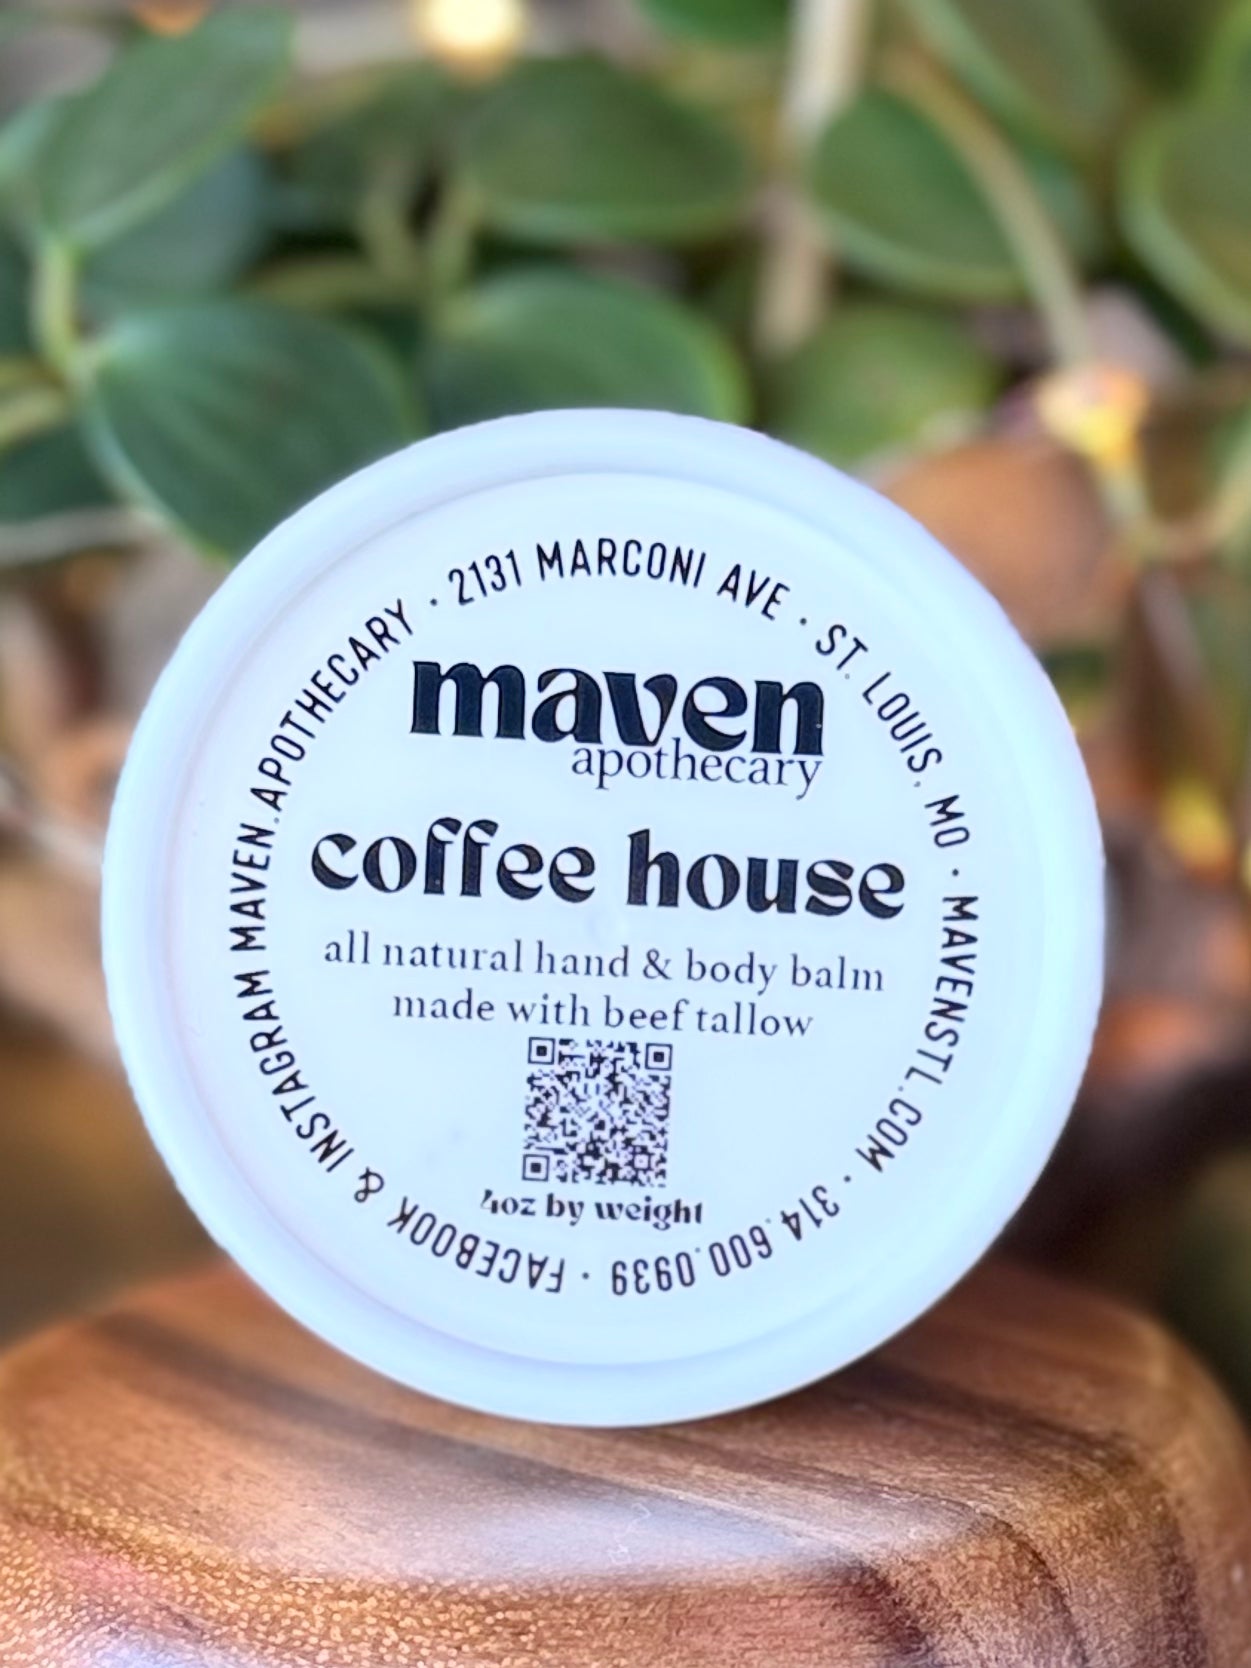 maven
apothecary
coffee house
all natural hand & body balm
made with beef tallow
4oz by weight
2131 MARCONI AVE · ST. LOUIS, MO · MAVENSTL.COM · 314.600.0939 · FACEBOOK & INSTAGRAM MAVEN.APOTHECARY ·